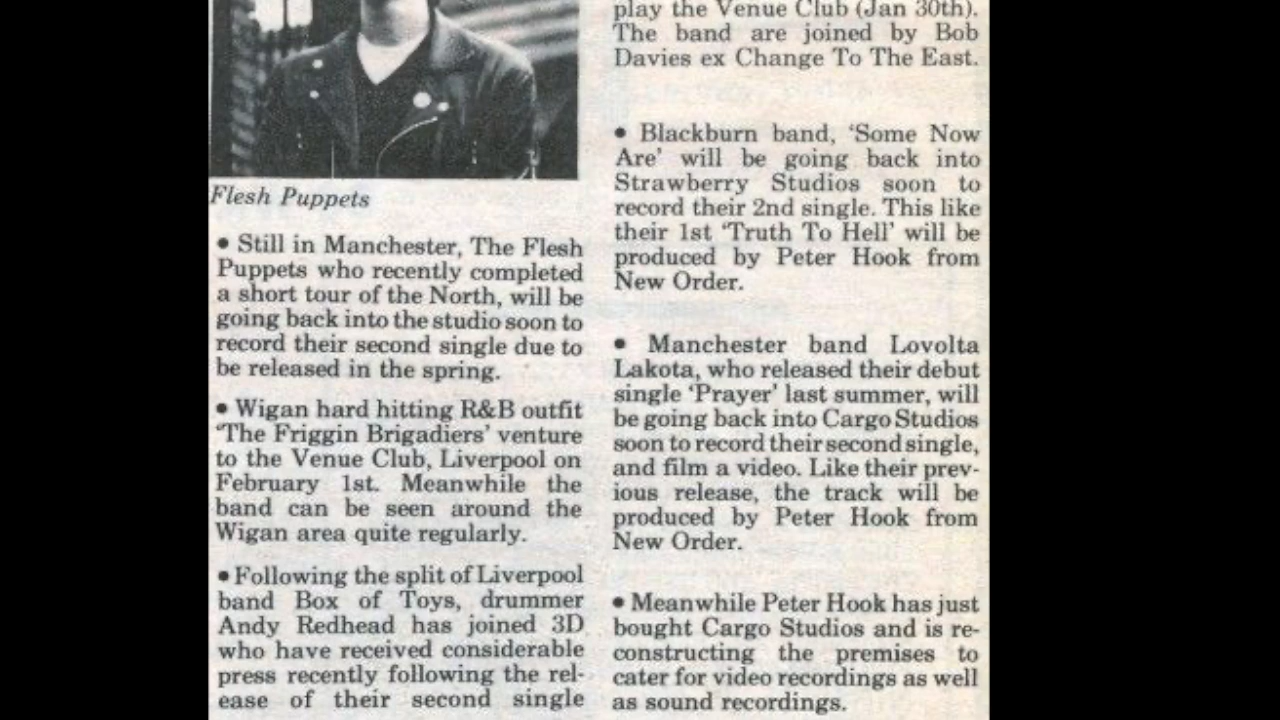 Flesh Puppets
• Still in Manchester, The Flesh
Puppets who recently completed
a short tour of the North, will be
going back into the studio soon to
record their second single due to
be released in the spring.
• Wigan hard hitting R&B outfit
'The Friggin Brigadiers' venture
to the Venue Club, Liverpool on
February 1st. Meanwhile the
band can be seen around the
Wigan area quite regularly.
• Following the split of Liverpool
band Box of Toys, drummer
Andy Redhead has joined 3D
who have received considerable
press recently following the rel-
ease of their second single
play the Venue Club (Jan 30th).
The band are joined by Bob
Davies ex Change To The East.
• Blackburn band, 'Some Now
Are' will be going back into
Strawberry Studios soon to
record their 2nd single. This like
their 1st 'Truth To Hell' will be
produced by Peter Hook from
New Order.
• Manchester band Lovolta
Lakota, who released their debut
single 'Prayer' last summer, will
be going back into Cargo Studios
soon to record their second single,
and film a video. Like their prev-
ious release, the track will be
produced by Peter Hook from
New Order.
• Meanwhile Peter Hook has just
bought Cargo Studios and is re-
constructing the premises to
cater for video recordings as well
as sound recordings.